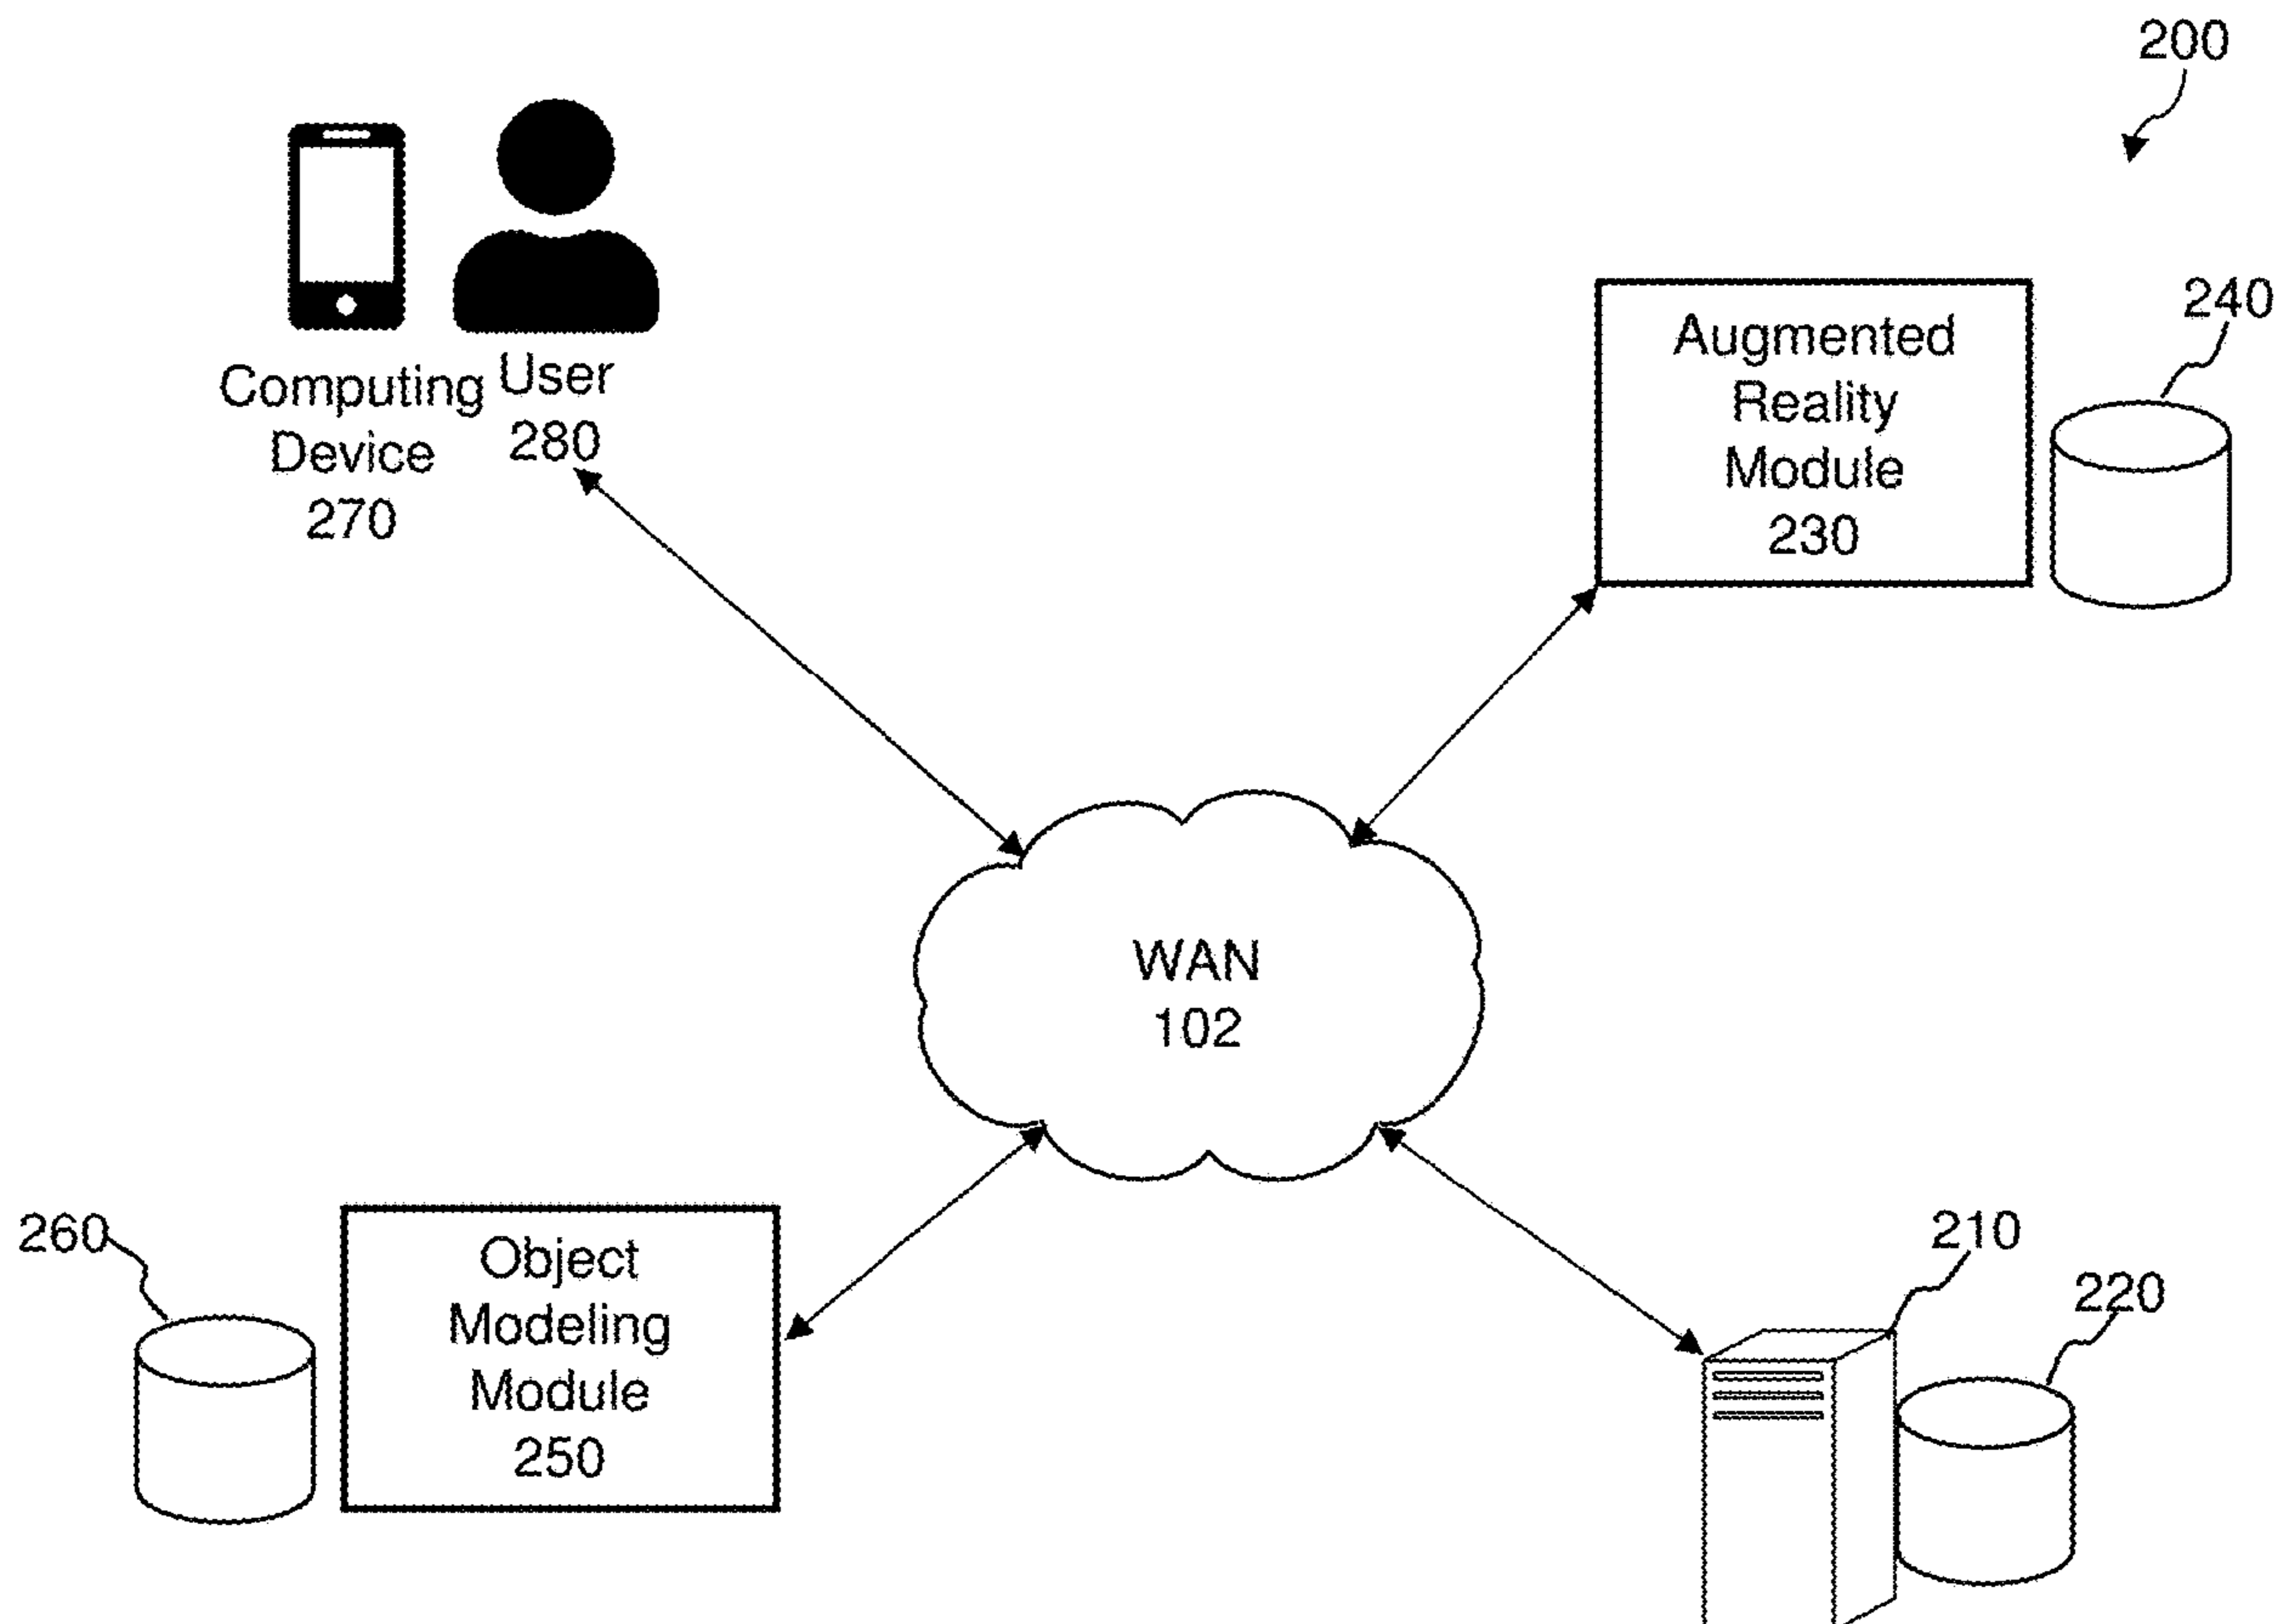 200
Computing
Device
270
User
280
Augmented
Reality
Module
230
240
WAN
102
260
Object
Modeling
Module
250
210
220